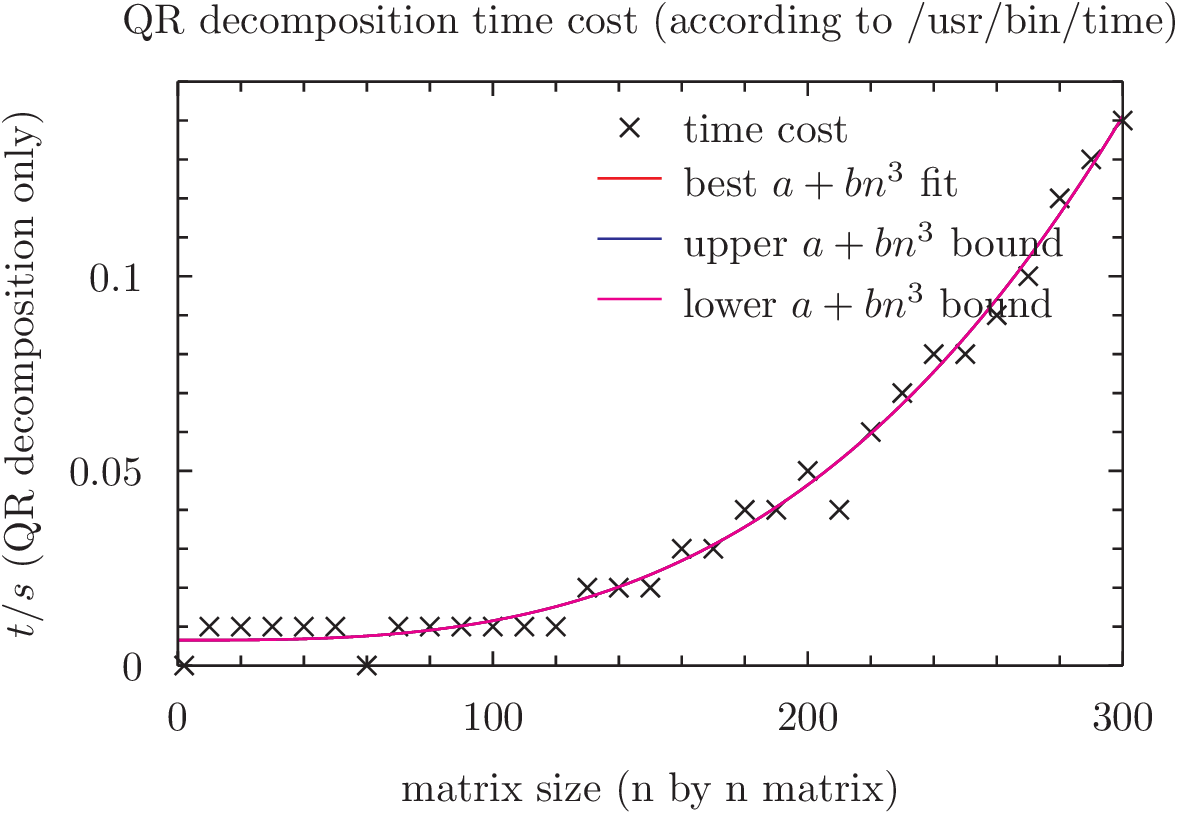 QR decomposition time cost (according to /usr/bin/time)
t/s (QR decomposition only)
time cost
best a + bn³ fit
upper a + bn³ bound
lower a + bn³ bound
0.1
0.05
0
0 100 200 300
matrix size (n by n matrix)